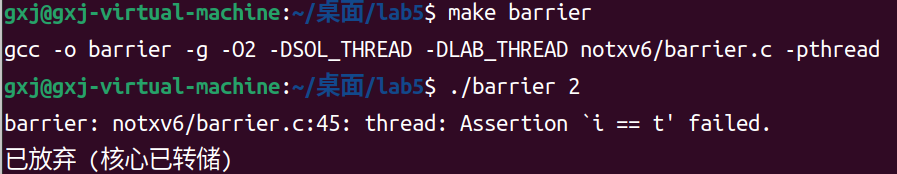 gxj@gxj-virtual-machine:~/桌面/lab5$ make barrier
gcc -o barrier -g -O2 -DSOL_THREAD -DLAB_THREAD notxv6/barrier.c -pthread
gxj@gxj-virtual-machine:~/桌面/lab5$ ./barrier 2
barrier: notxv6/barrier.c:45: thread: Assertion `i == t' failed.
已放弃 (核心已转储)